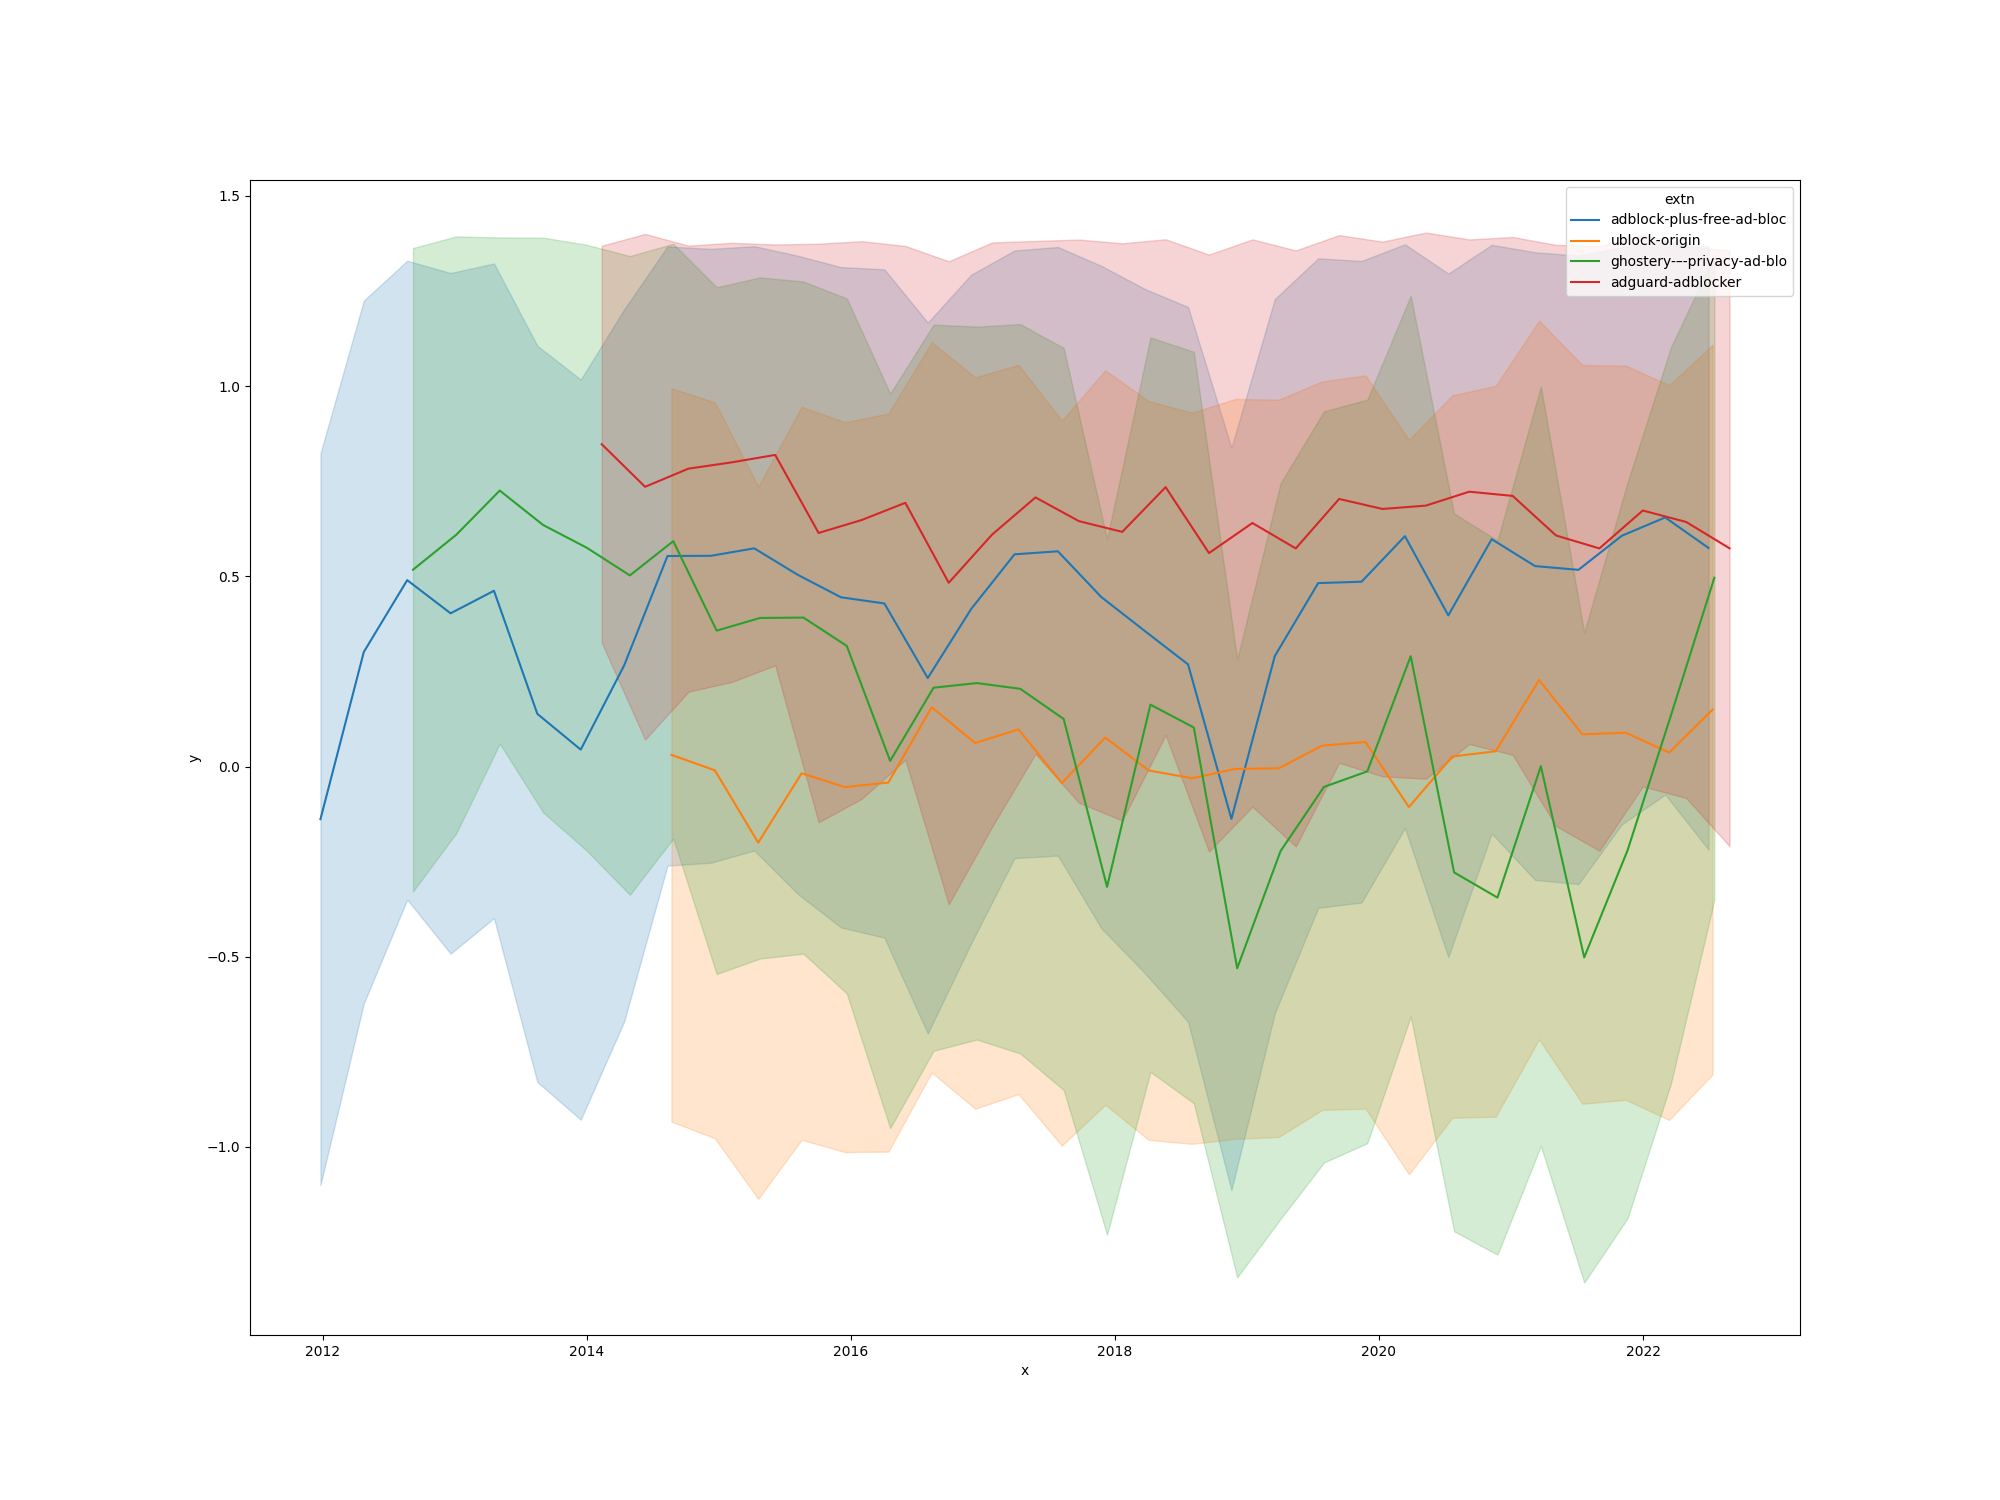 1.5
1.0
0.5
0.0
−0.5
−1.0
y
extn
adblock-plus-free-ad-bloc
ublock-origin
ghostery---privacy-ad-blo
adguard-adblocker
2012 2014 2016 2018 2020 2022
x